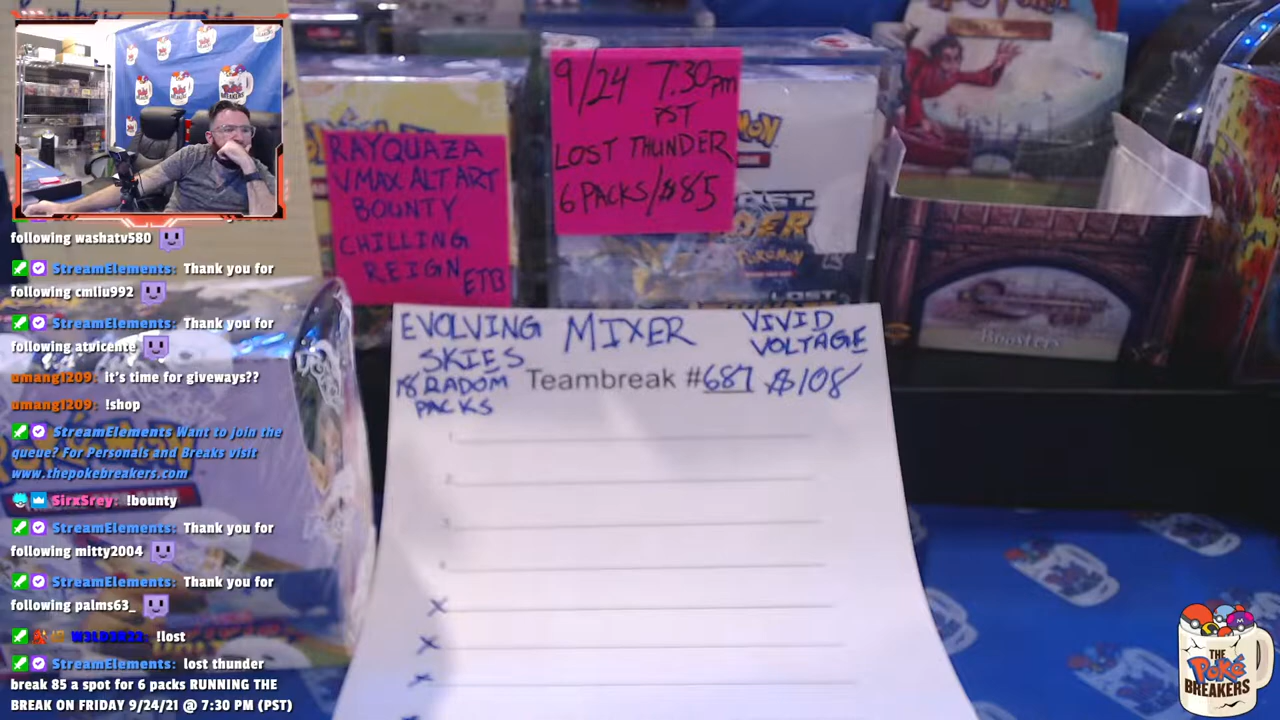 following washatv580
StreamElements: Thank you for
following cmliu992
StreamElements: Thank you for
following atvicente
umang1209: it's time for giveways??
umang1209: !shop
StreamElements Want to join the
queue? For Personals and Breaks visit
www.thepokebreakers.com
SirxSrey: !bounty
StreamElements: Thank you for
following mitty2004
StreamElements: Thank you for
following palms63_
!lost
StreamElements: lost thunder
break 85 a spot for 6 packs RUNNING THE
BREAK ON FRIDAY 9/24/21 @ 7:30 PM (PST)
RAYQUAZA
VMAX ALT ART
BOUNTY
CHILLING
REIGN ETB
9/24 7:30pm
PST
LOST THUNDER
6 PACKS/$85
EVOLVING MIXER VIVID
SKIES VOLTAGE
18 RADOM Teambreak #687 $108
PACKS
Boosters
THE
Poké
BREAKERS